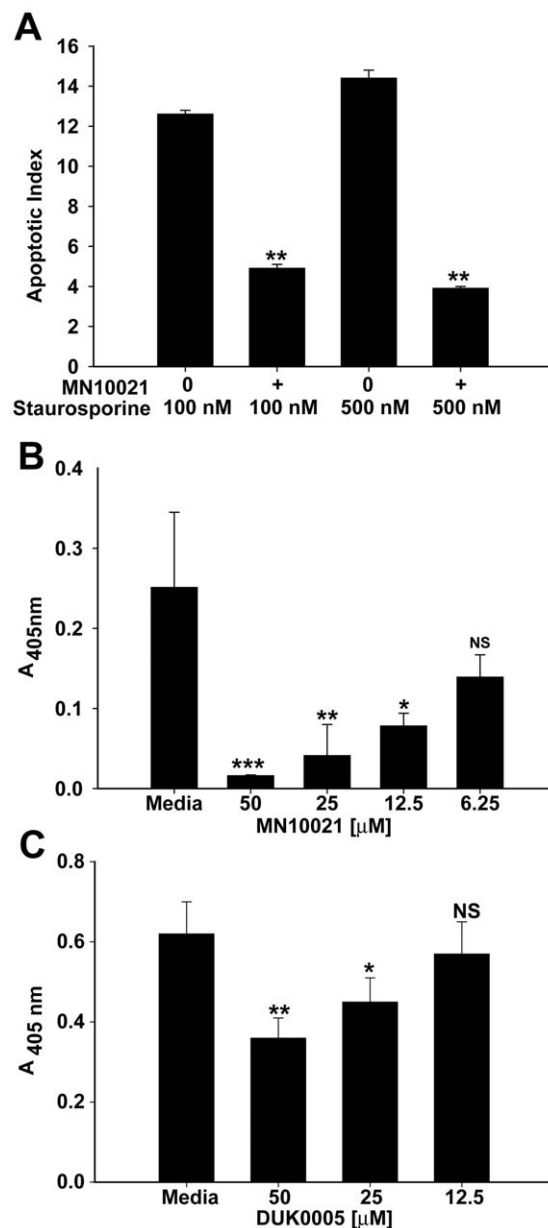 A
16
14
12
10
8
6
4
2
0
Apoptotic Index
**
**
MN10021 0 + 0 +
Staurosporine 100 nM 100 nM 500 nM 500 nM
B
0.4
0.3
0.2
0.1
0.0
A 405nm
***
**
*
NS
Media 50 25 12.5 6.25
MN10021 [μM]
C
0.8
0.6
0.4
0.2
0.0
A 405 nm
**
*
NS
Media 50 25 12.5
DUK0005 [μM]